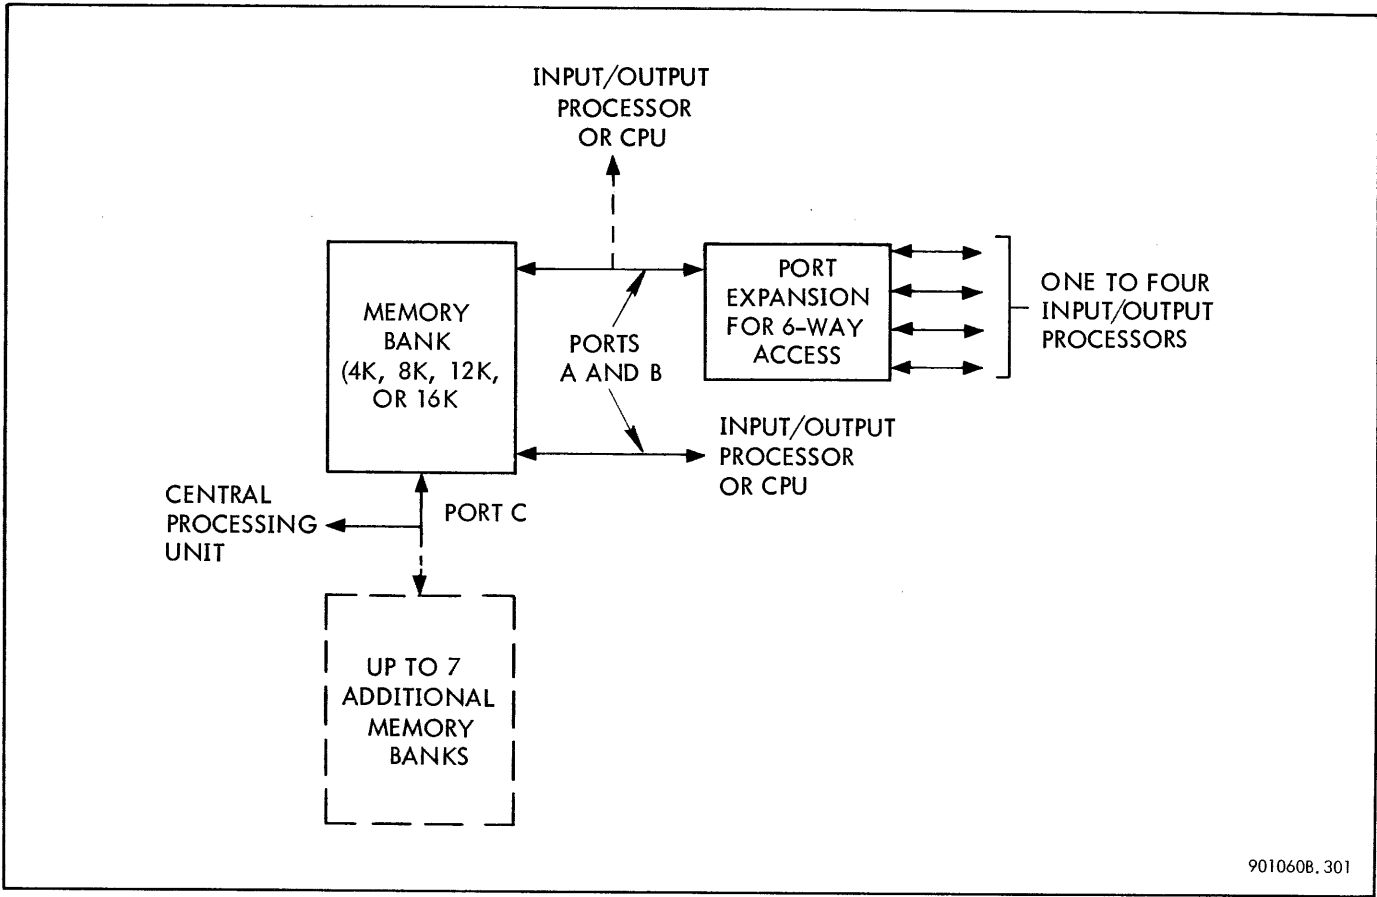 INPUT/OUTPUT
PROCESSOR
OR CPU
MEMORY
BANK
(4K, 8K, 12K,
OR 16K
PORTS
A AND B
PORT
EXPANSION
FOR 6-WAY
ACCESS
ONE TO FOUR
INPUT/OUTPUT
PROCESSORS
INPUT/OUTPUT
PROCESSOR
OR CPU
CENTRAL
PROCESSING
UNIT
PORT C
UP TO 7
ADDITIONAL
MEMORY
BANKS
901060B.301